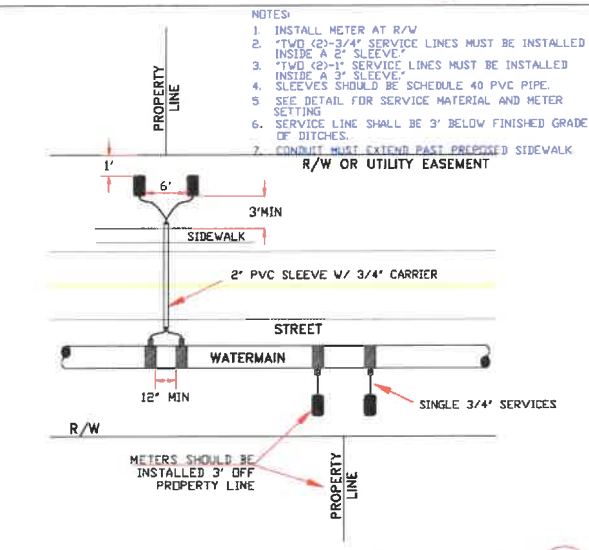 NOTES:
1. INSTALL METER AT R/W
2. "TWO (2)-3/4" SERVICE LINES MUST BE INSTALLED
INSIDE A 2" SLEEVE."
3. "TWO (2)-1" SERVICE LINES MUST BE INSTALLED
INSIDE A 3" SLEEVE."
4. SLEEVES SHOULD BE SCHEDULE 40 PVC PIPE.
5 SEE DETAIL FOR SERVICE MATERIAL AND METER
SETTING
6. SERVICE LINE SHALL BE 3' BELOW FINISHED GRADE
OF DITCHES.
7. CONDUIT MUST EXTEND PAST PREPOSED SIDEWALK
PROPERTY
LINE
R/W OR UTILITY EASEMENT
1'
6'
3'MIN
SIDEWALK
2" PVC SLEEVE W/ 3/4" CARRIER
STREET
WATERMAIN
12" MIN
SINGLE 3/4" SERVICES
R/W
METERS SHOULD BE
INSTALLED 3' OFF
PROPERTY LINE
PROPERTY
LINE